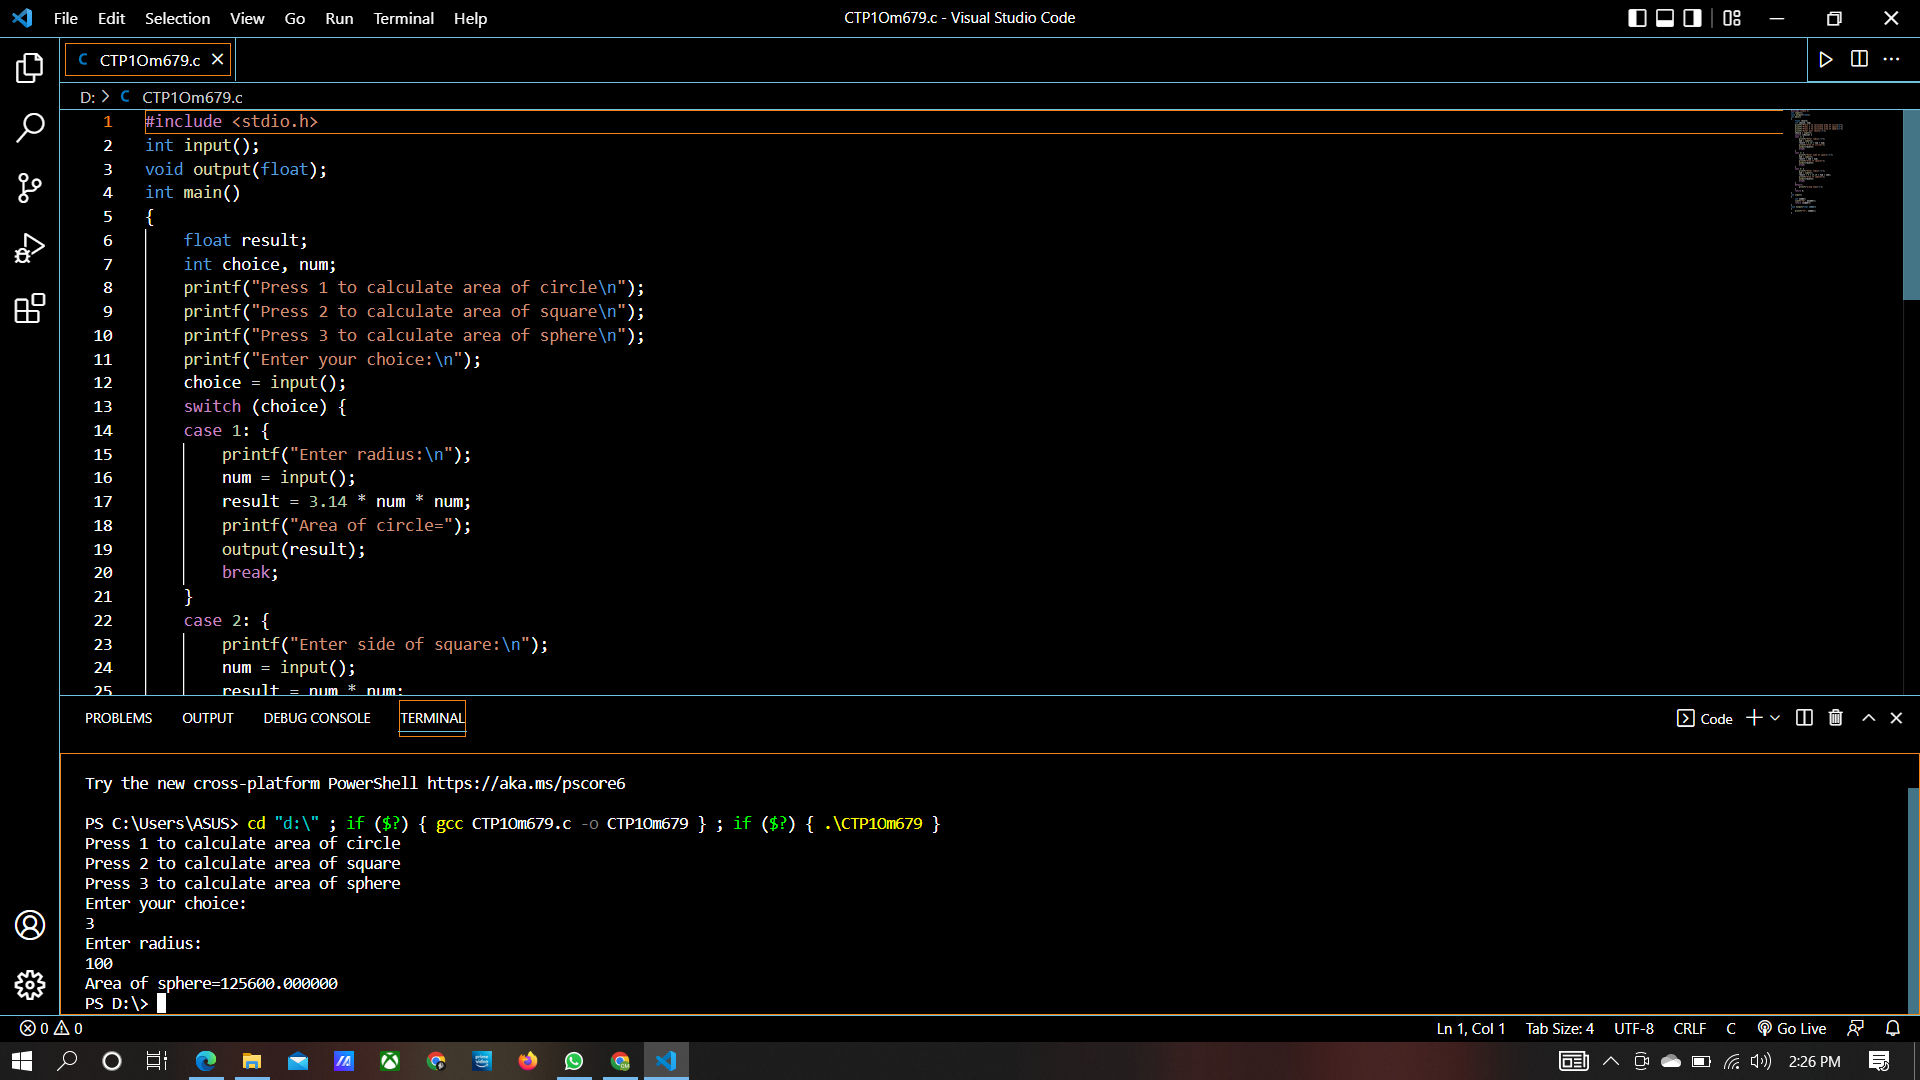 File Edit Selection View Go Run Terminal Help
CTP1Om679.c - Visual Studio Code
C CTP1Om679.c
D: > C CTP1Om679.c
1 #include <stdio.h>
2 int input();
3 void output(float);
4 int main()
5 {
6 float result;
7 int choice, num;
8 printf("Press 1 to calculate area of circle\n");
9 printf("Press 2 to calculate area of square\n");
10 printf("Press 3 to calculate area of sphere\n");
11 printf("Enter your choice:\n");
12 choice = input();
13 switch (choice) {
14 case 1: {
15 printf("Enter radius:\n");
16 num = input();
17 result = 3.14 * num * num;
18 printf("Area of circle=");
19 output(result);
20 break;
21 }
22 case 2: {
23 printf("Enter side of square:\n");
24 num = input();
25 result = num * num;
PROBLEMS OUTPUT DEBUG CONSOLE TERMINAL
Code
Try the new cross-platform PowerShell https://aka.ms/pscore6
PS C:\Users\ASUS> cd "d:\" ; if ($?) { gcc CTP1Om679.c -o CTP1Om679 } ; if ($?) { .\CTP1Om679 }
Press 1 to calculate area of circle
Press 2 to calculate area of square
Press 3 to calculate area of sphere
Enter your choice:
3
Enter radius:
100
Area of sphere=125600.000000
PS D:\>
0 0
Ln 1, Col 1 Tab Size: 4 UTF-8 CRLF C Go Live
2:26 PM